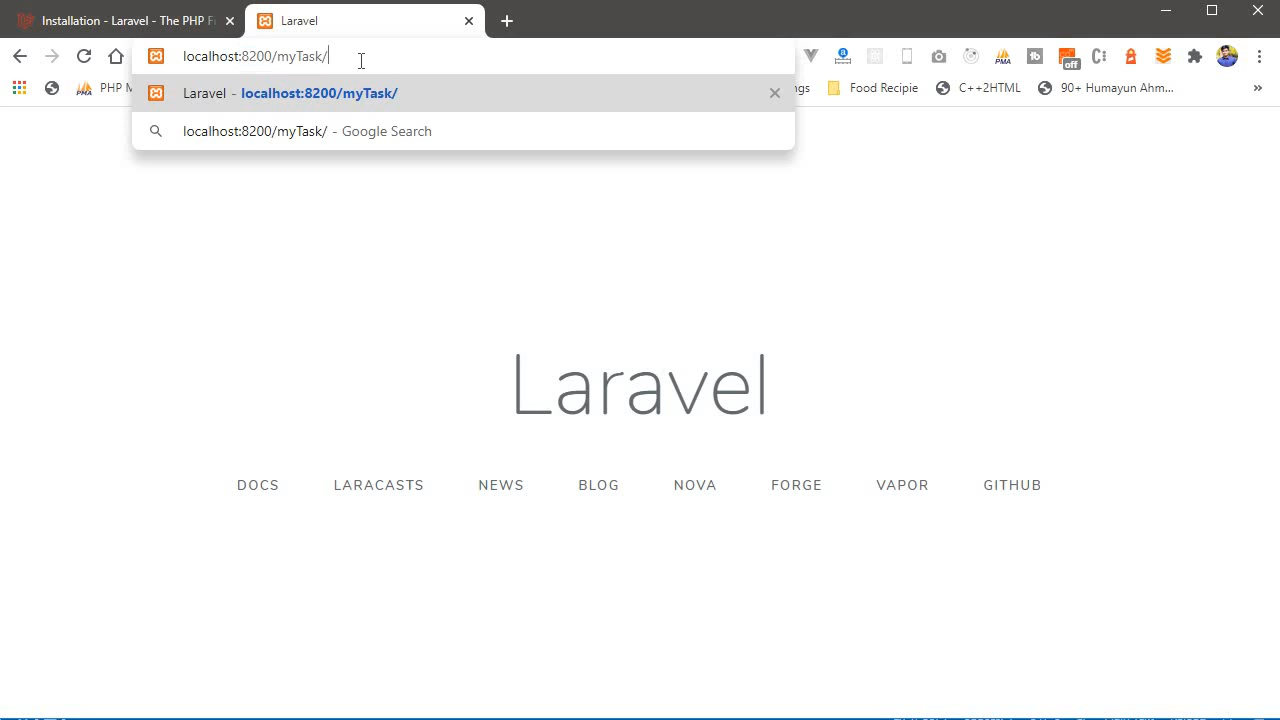 Installation - Laravel - The PHP F
Laravel
localhost:8200/myTask/
off
Laravel - localhost:8200/myTask/
localhost:8200/myTask/ - Google Search
PHP M
ngs
Food Recipie
C++2HTML
90+ Humayun Ahm...
Laravel
DOCS
LARACASTS
NEWS
BLOG
NOVA
FORGE
VAPOR
GITHUB